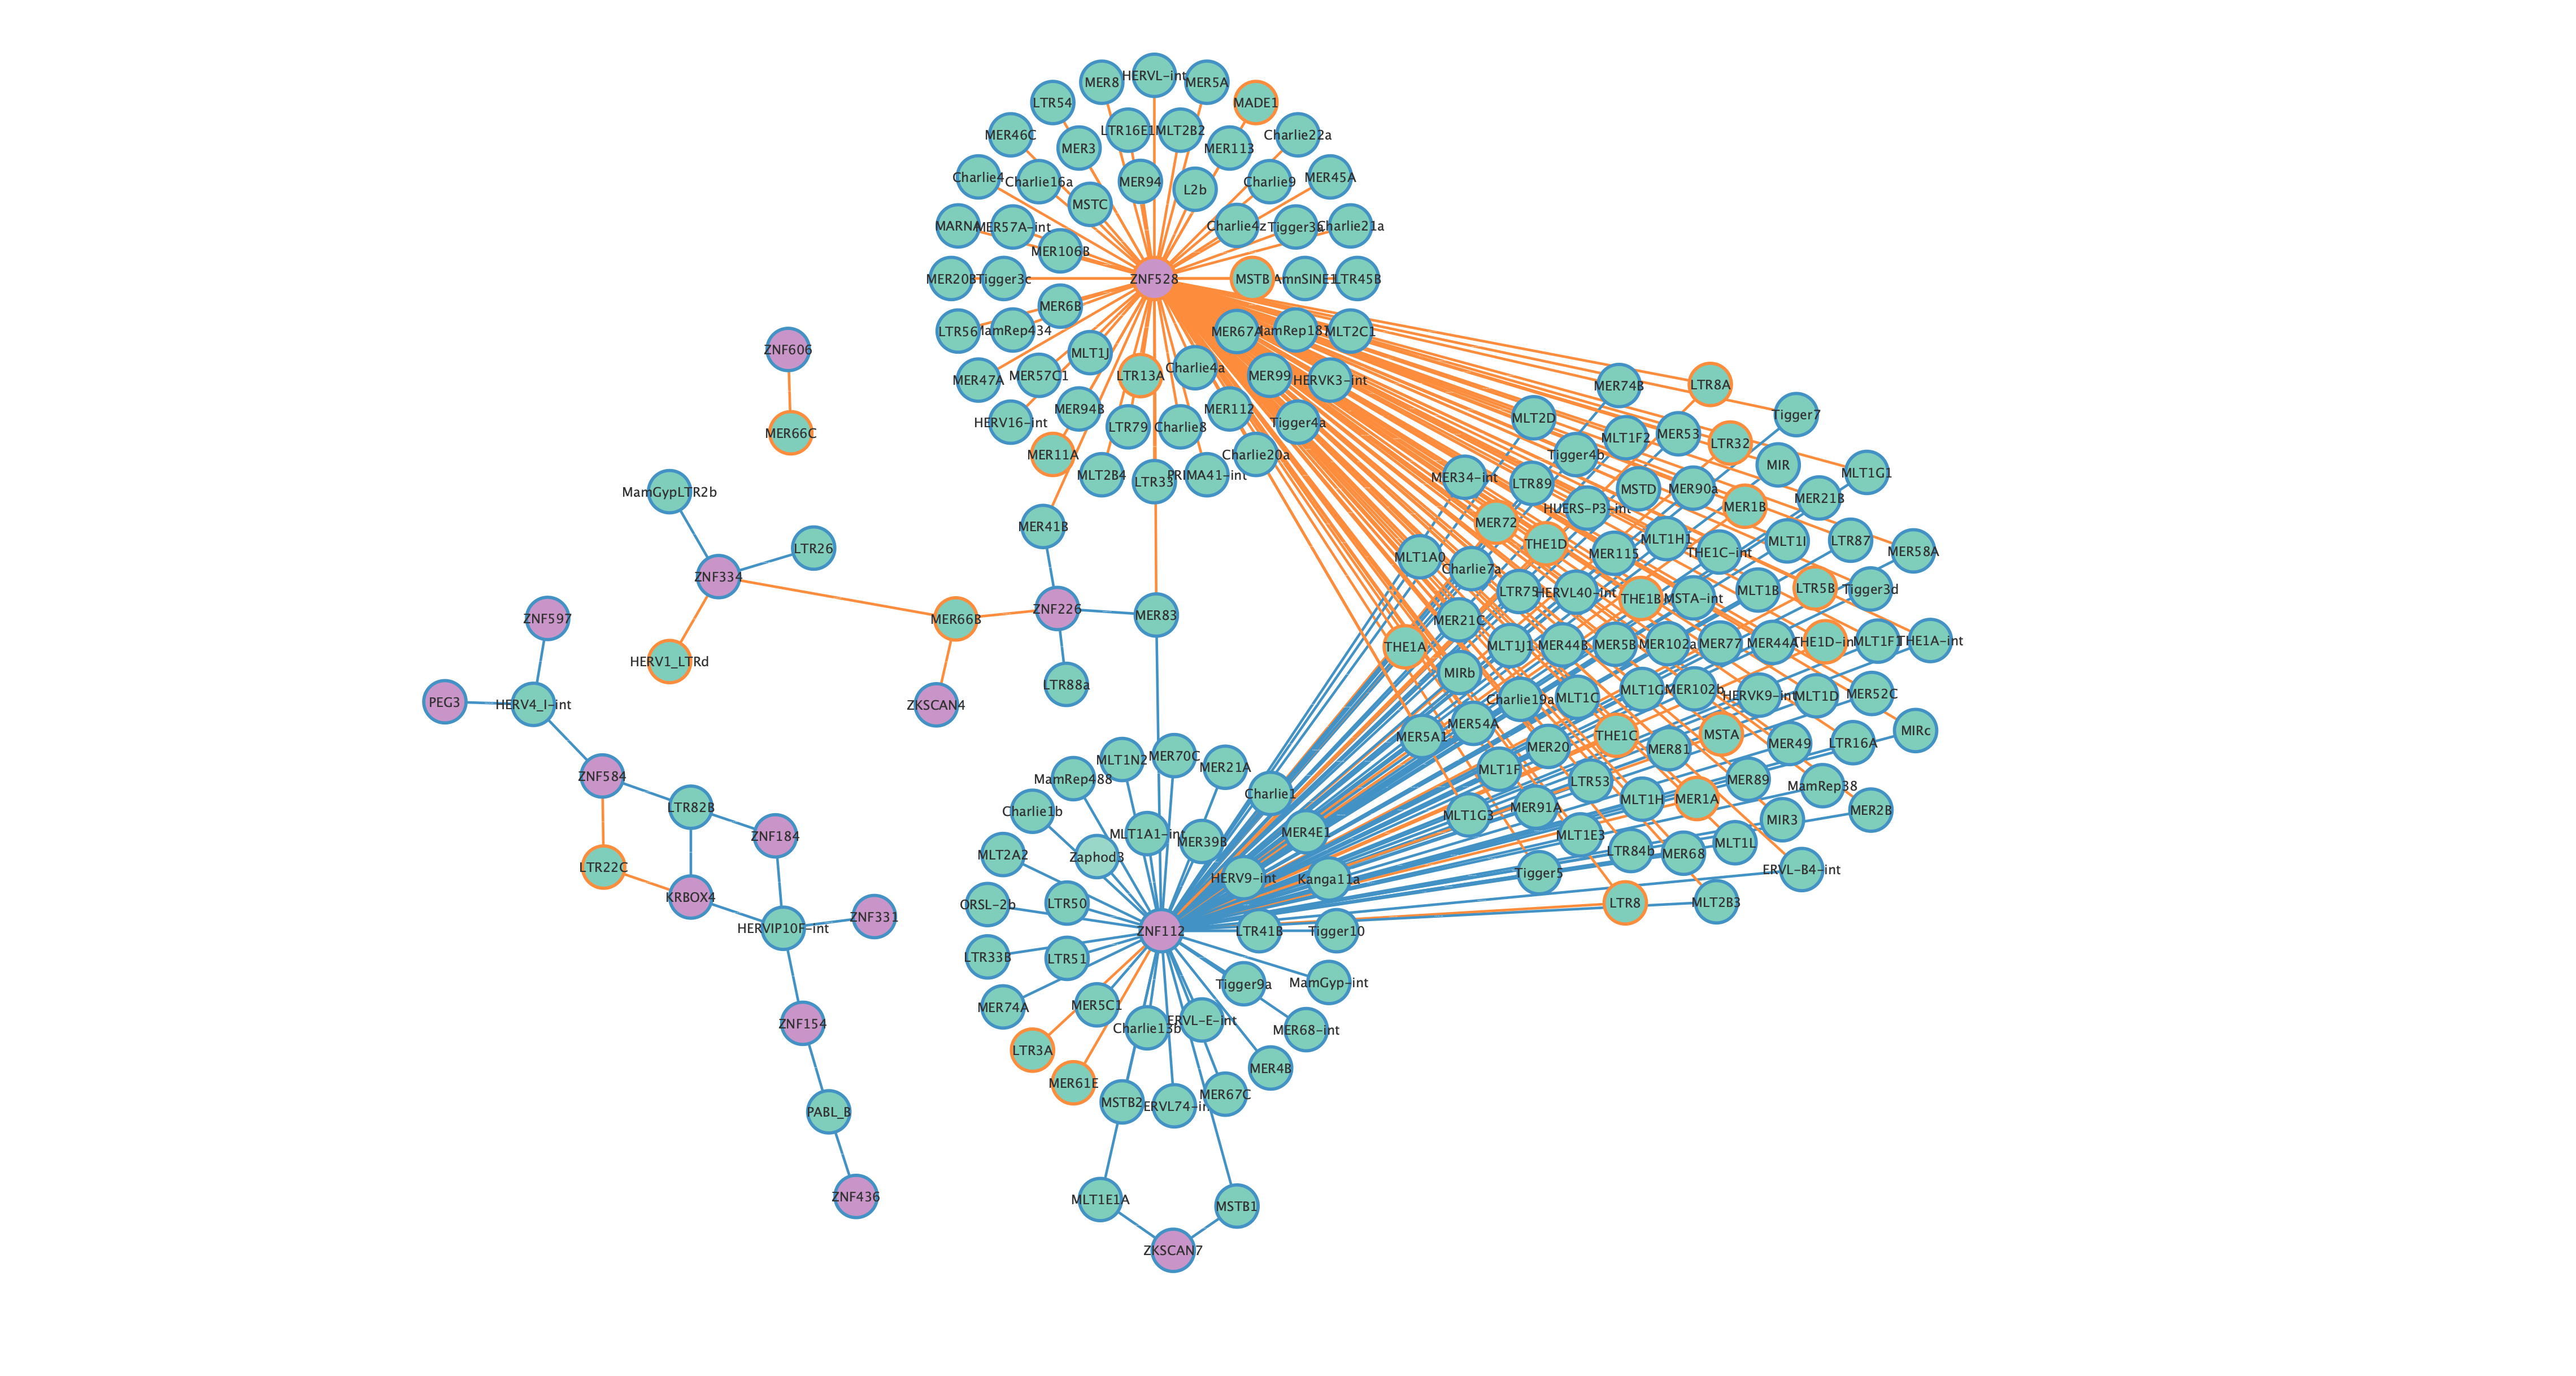 HERVL-int
MER8
MER5A
LTR54
MADE1
LTR16E1
MLT2B2
MER46C
Charlie22a
MER3
MER113
Charlie4
Charlie16a
MER94
L2b
Charlie9
MER45A
MSTC
MARNA
MER57A-int
Charlie4z
Tigger3a
Charlie21a
MER106B
MER20B
Tigger3c
ZNF528
MSTB
AmnSINE1
LTR45B
MER6B
LTR56
MamRep434
MER67A
MLT2C1
ZNF606
MLT1J
MER47A
MER57C1
LTR13A
Charlie4a
MER99
HERVK3-int
MER74B
LTR8A
MER94B
MER112
Tigger7
HERV16-int
LTR79
Charlie8
Tigger4a
MLT2D
MER66C
MLT1F2
MER53
LTR32
MER11A
Charlie20a
Tigger4b
MIR
MLT2B4
LTR33
PRIMA41-int
MER34-int
LTR89
MLT1G1
MamGypLTR2b
MSTD
MER90a
MER21B
HUERS-P3-int
MER1B
MER41B
MER72
LTR26
THE1D
MLT1H1
MLT1I
LTR87
MER58A
MLT1A0
MER115
THE1C-int
ZNF334
Charlie7a
LTR75
HERVL40-int
THE1B
MSTA-int
MLT1B
LTR5B
Tigger3d
ZNF597
MER66B
ZNF226
MER83
MER21C
THE1A
MLT1J1
MER44B
MER5B
MER102a
MER77
MER44A
THE1D-int
MLT1F1
THE1A-int
HERV1_LTRd
MIRb
LTR88a
PEG3
HERV4_I-int
ZKSCAN4
Charlie19a
MLT1C
MLT1G
MER102b
HERVK9-int
MLT1D
MER52C
MER5A1
MER54A
THE1C
MSTA
MIRc
MLT1N2
MER70C
MER20
MER81
MER49
LTR16A
ZNF584
MamRep488
MER21A
MLT1F
LTR53
MER89
MamRep38
LTR82B
Charlie1b
Charlie1
MLT1G3
MER91A
MLT1H
MER1A
MER2B
ZNF184
MLT1A1-int
MER39B
MER4E1
MLT1E3
MIR3
MLT2A2
Zaphod3
LTR84b
MER68
MLT1L
LTR22C
HERV9-int
Kanga11a
Tigger5
ERVL-B4-int
KRBOX4
ORSL-2b
LTR50
LTR8
MLT2B3
ZNF331
HERVIP10F-int
ZNF112
LTR41B
Tigger10
LTR33B
LTR51
Tigger9a
MamGyp-int
MER74A
MER5C1
ZNF154
Charlie13b
ERVL-E-int
MER68-int
LTR3A
MER4B
MER61E
MSTB2
MER67C
PABL_B
ZNF436
MLT1E1A
MSTB1
ZKSCAN7